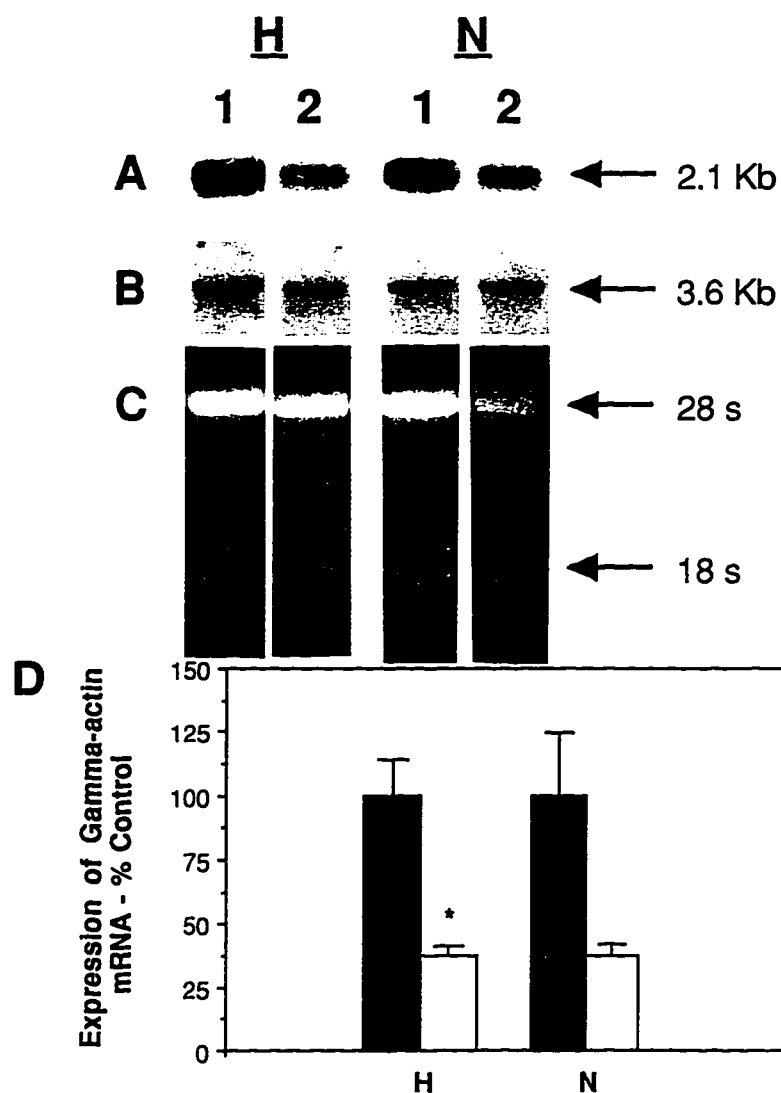 H N
1 2 1 2
A 2.1 Kb
B 3.6 Kb
C 28 s
18 s
D
Expression of Gamma-actin
mRNA - % Control
150
125
100
75
50
25
0
*
H N